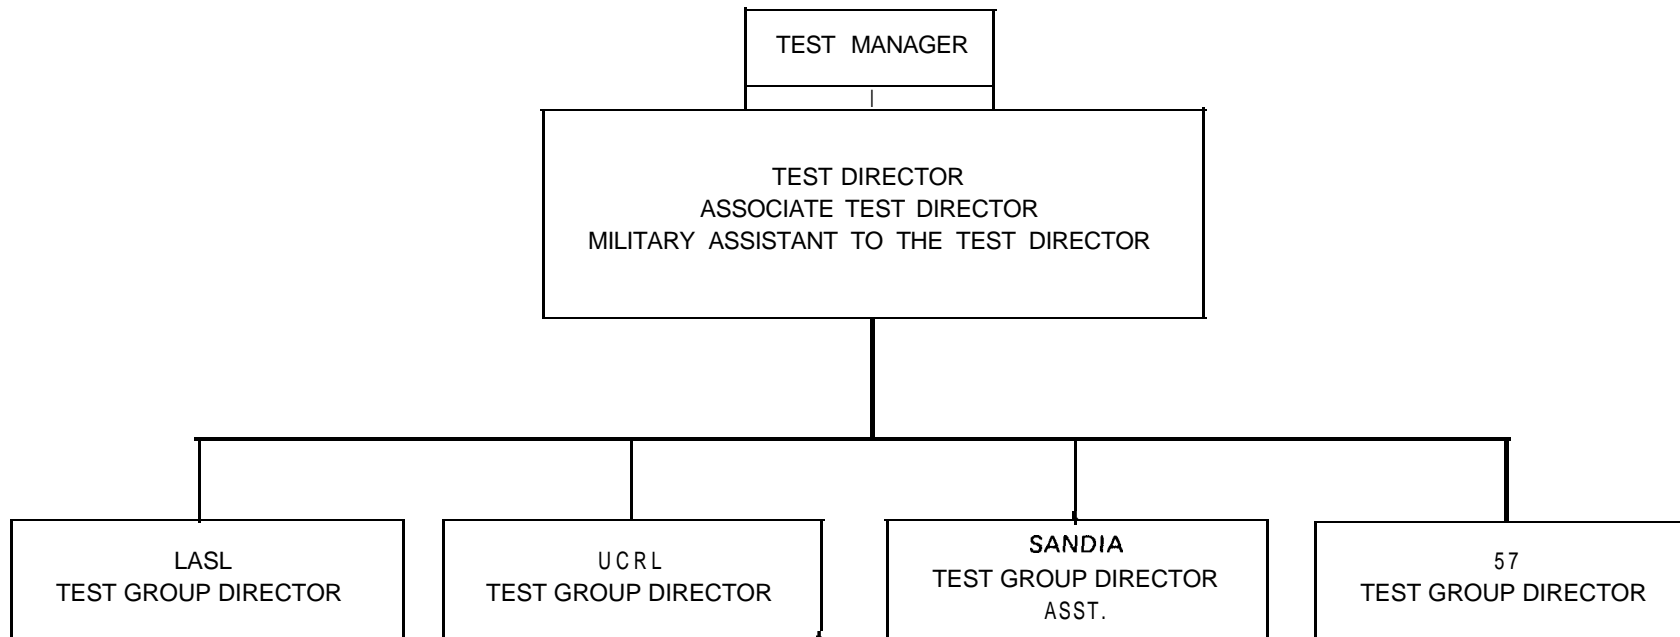 TEST MANAGER
TEST DIRECTOR
ASSOCIATE TEST DIRECTOR
MILITARY ASSISTANT TO THE TEST DIRECTOR
LASL
TEST GROUP DIRECTOR
UCRL
TEST GROUP DIRECTOR
SANDIA
TEST GROUP DIRECTOR
ASST.
57
TEST GROUP DIRECTOR